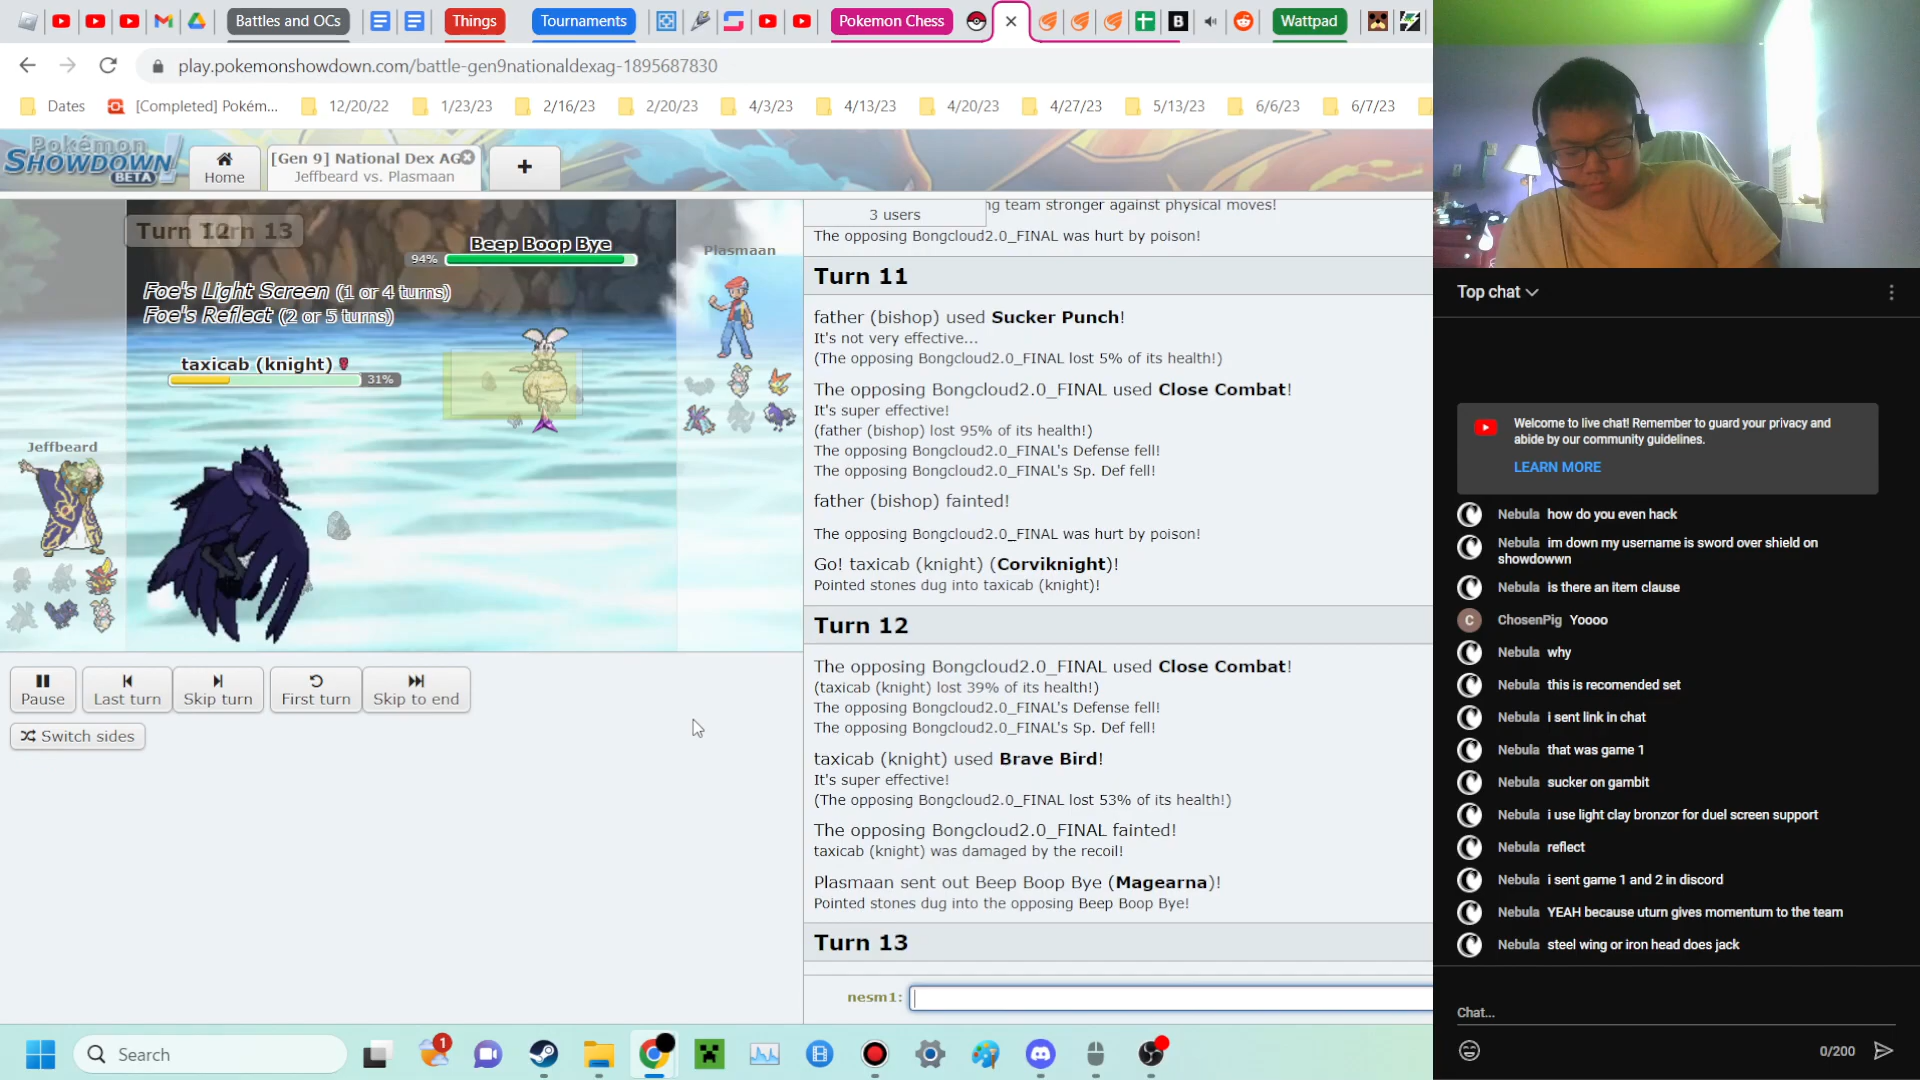 Battles and OCs
Things
Tournaments
Pokemon Chess
Wattpad
play.pokemonshowdown.com/battle-gen9nationaldexag-1895687830
Dates
[Completed] Pokém...
12/20/22
1/23/23
2/16/23
2/20/23
4/3/23
4/13/23
4/20/23
4/27/23
5/13/23
6/6/23
6/7/23
Pokémon
SHOWDOWN!
BETA
Home
[Gen 9] National Dex AG
Jeffbeard vs. Plasmaan
3 users
Turn 13
Beep Boop Bye
94%
Foe's Light Screen (1 or 4 turns)
Foe's Reflect (2 or 5 turns)
taxicab (knight)
31%
Plasmaan
Jeffbeard
Pause
Last turn
Skip turn
First turn
Skip to end
Switch sides
ng team stronger against physical moves!
The opposing Bongcloud2.0_FINAL was hurt by poison!
Turn 11
father (bishop) used Sucker Punch!
It's not very effective...
(The opposing Bongcloud2.0_FINAL lost 5% of its health!)
The opposing Bongcloud2.0_FINAL used Close Combat!
It's super effective!
(father (bishop) lost 95% of its health!)
The opposing Bongcloud2.0_FINAL's Defense fell!
The opposing Bongcloud2.0_FINAL's Sp. Def fell!
father (bishop) fainted!
The opposing Bongcloud2.0_FINAL was hurt by poison!
Go! taxicab (knight) (Corviknight)!
Pointed stones dug into taxicab (knight)!
Turn 12
The opposing Bongcloud2.0_FINAL used Close Combat!
(taxicab (knight) lost 39% of its health!)
The opposing Bongcloud2.0_FINAL's Defense fell!
The opposing Bongcloud2.0_FINAL's Sp. Def fell!
taxicab (knight) used Brave Bird!
It's super effective!
(The opposing Bongcloud2.0_FINAL lost 53% of its health!)
The opposing Bongcloud2.0_FINAL fainted!
taxicab (knight) was damaged by the recoil!
Plasmaan sent out Beep Boop Bye (Magearna)!
Pointed stones dug into the opposing Beep Boop Bye!
Turn 13
nesm1:
Top chat
Welcome to live chat! Remember to guard your privacy and
abide by our community guidelines.
LEARN MORE
Nebula how do you even hack
Nebula im down my username is sword over shield on
showdowwn
Nebula is there an item clause
C ChosenPig Yoooo
Nebula why
Nebula this is recomended set
Nebula i sent link in chat
Nebula that was game 1
Nebula sucker on gambit
Nebula i use light clay bronzor for duel screen support
Nebula reflect
Nebula i sent game 1 and 2 in discord
Nebula YEAH because uturn gives momentum to the team
Nebula steel wing or iron head does jack
Chat...
0/200
Search
1